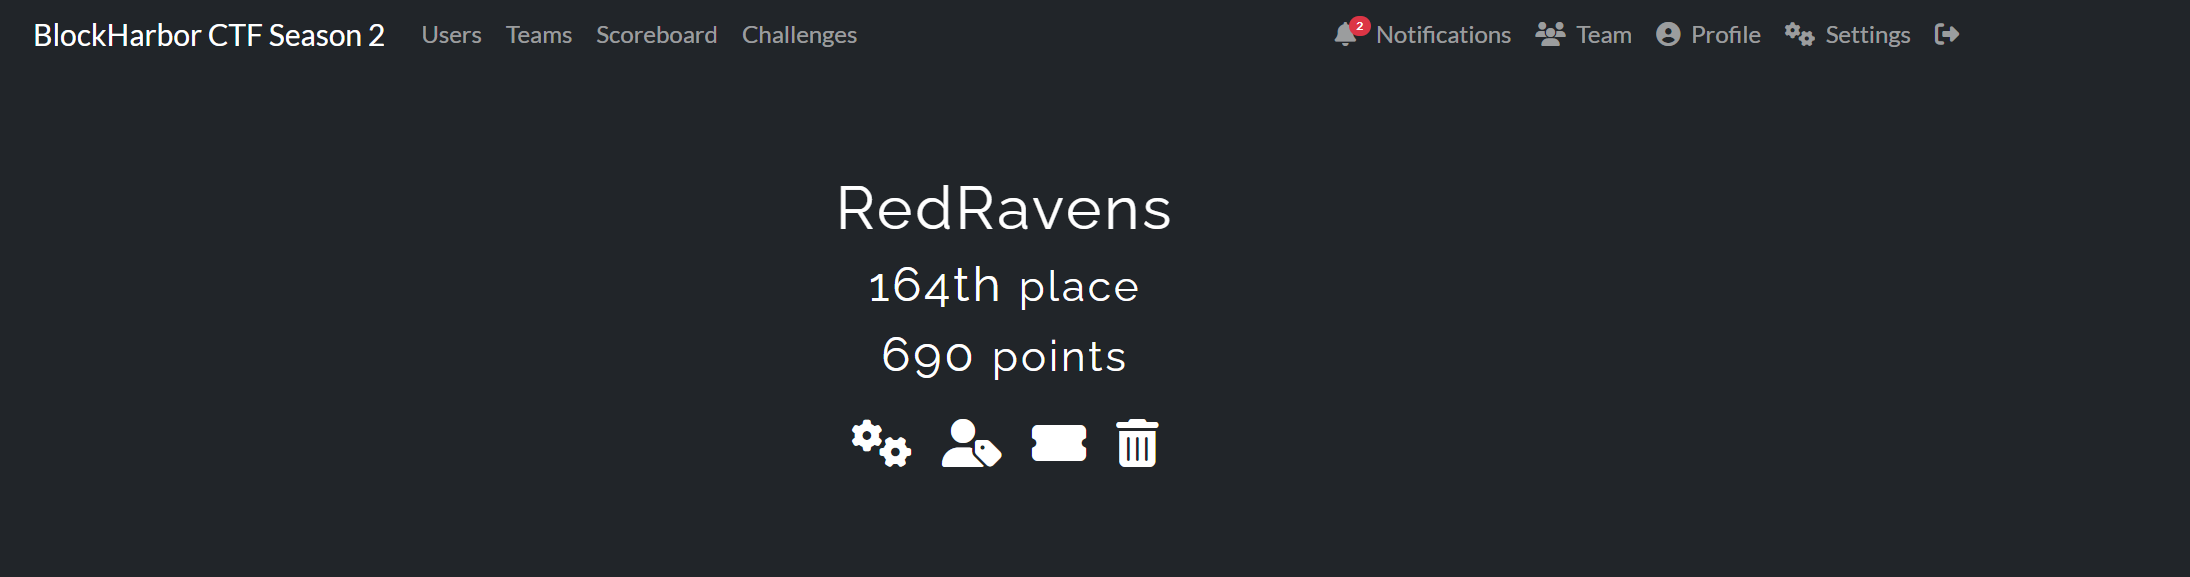 BlockHarbor CTF Season 2 Users Teams Scoreboard Challenges 2 Notifications Team Profile Settings
RedRavens
164th place
690 points